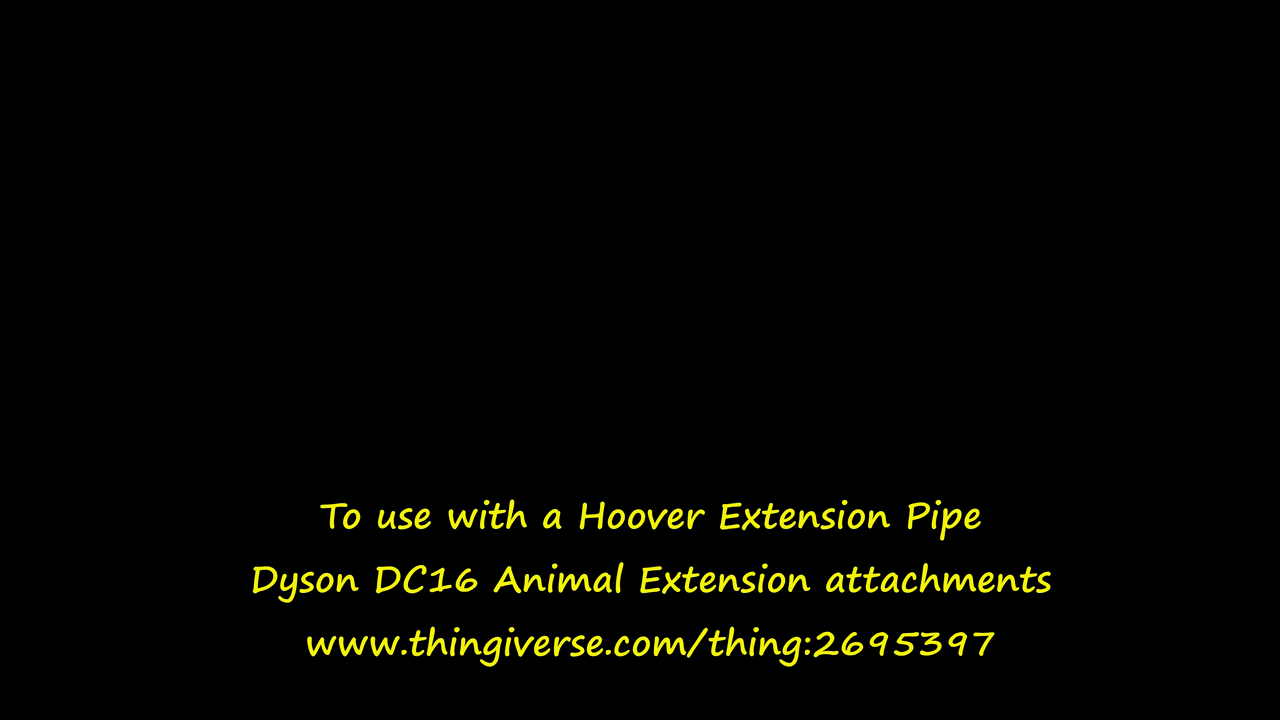 To use with a Hoover Extension Pipe
Dyson DC16 Animal Extension attachments
www.thingiverse.com/thing:2695397